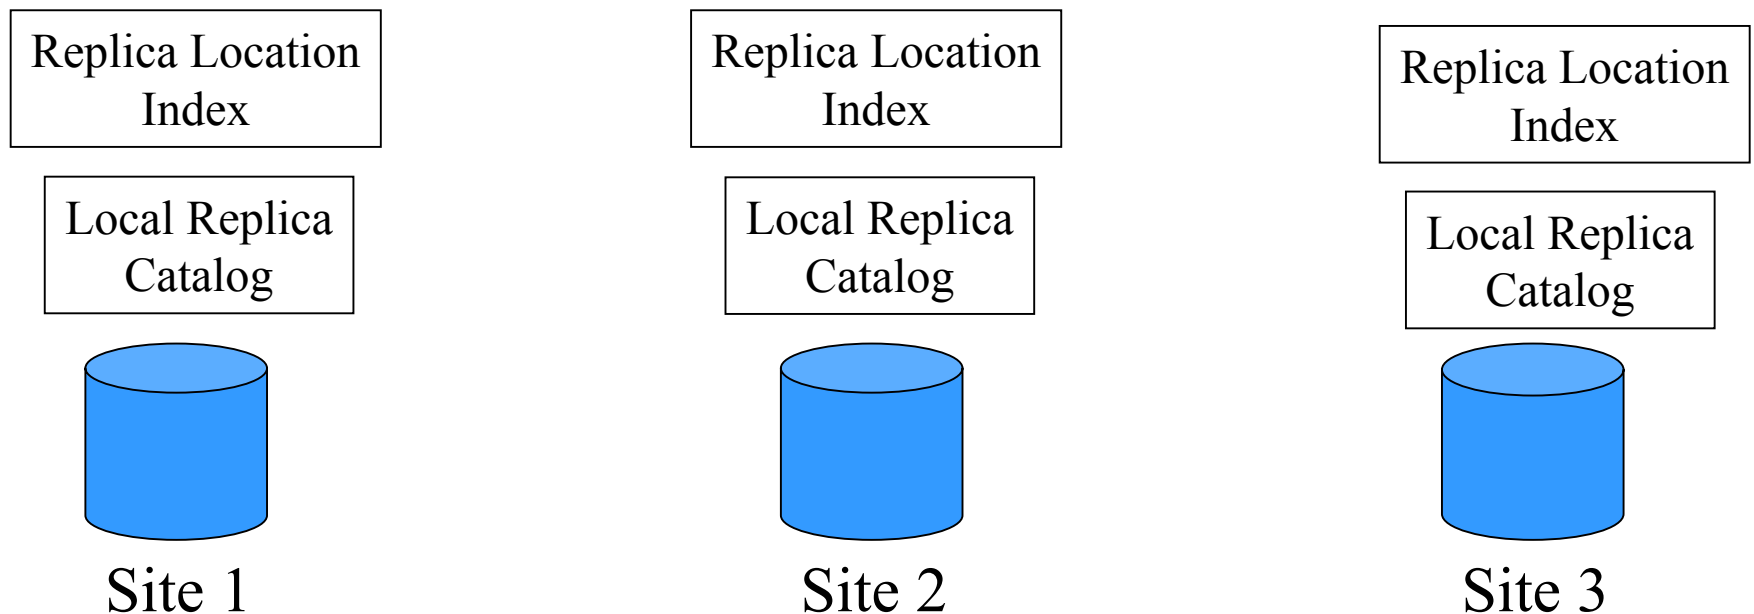 Replica Location
Index
Replica Location
Index
Replica Location
Index
Local Replica
Catalog
Local Replica
Catalog
Local Replica
Catalog
Site 1
Site 2
Site 3